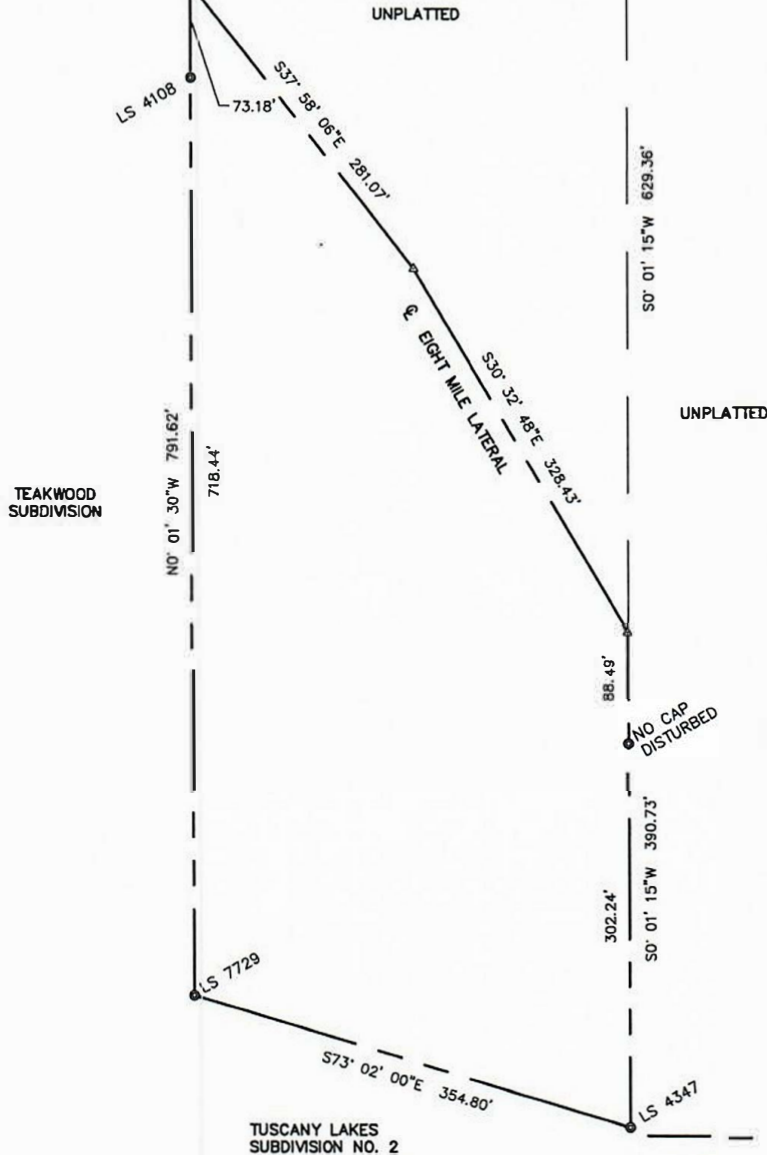 UNPLATTED
LS 4108
73.18'
S37° 58' 06"E 281.07'
S0° 01' 15"W 629.36'
℄ EIGHT MILE LATERAL
S30° 32' 48"E 328.43'
UNPLATTED
N0° 01' 30"W 791.62'
718.44'
TEAKWOOD
SUBDIVISION
88.49'
NO CAP
DISTURBED
302.24'
S0° 01' 15"W 390.73'
LS 7729
S73° 02' 00"E 354.80'
LS 4347
TUSCANY LAKES
SUBDIVISION NO. 2